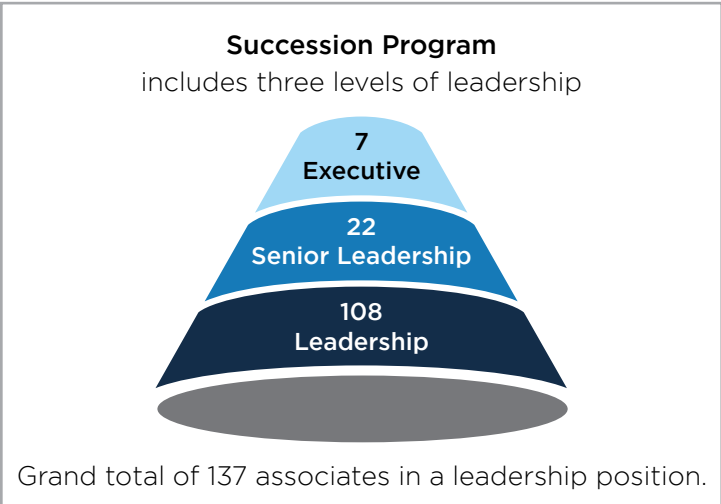 Succession Program
includes three levels of leadership
7
Executive
22
Senior Leadership
108
Leadership
Grand total of 137 associates in a leadership position.